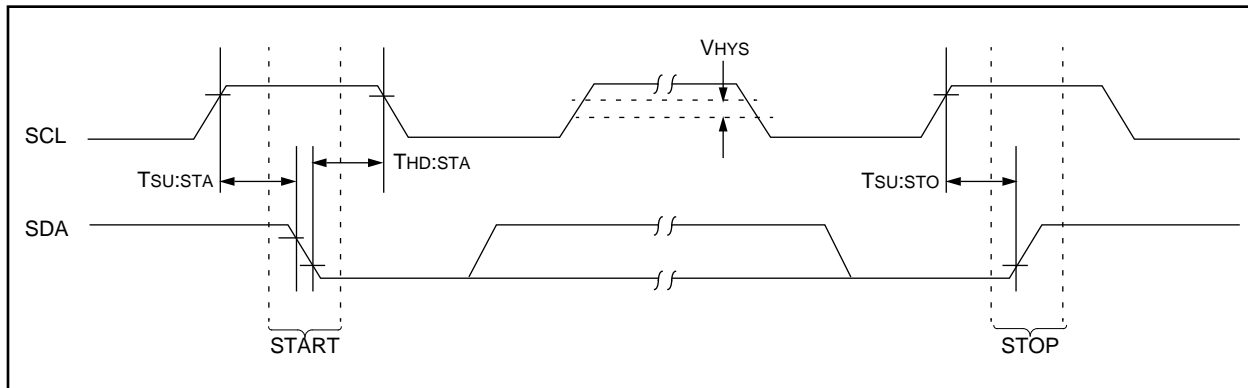 VHYS
SCL
THD:STA
TSU:STA
TSU:STO
SDA
START
STOP